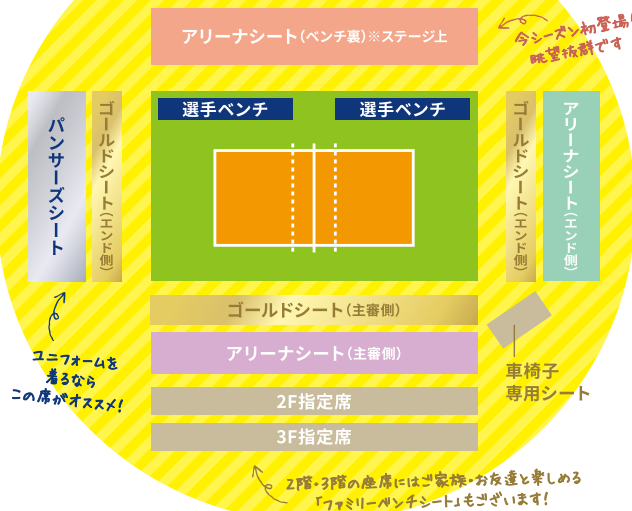 アリーナシート（ベンチ裏）※ステージ上
今シーズン初登場！
眺望抜群です
選手ベンチ
選手ベンチ
パンサーズシート
ゴールドシート（エンド側）
ゴールドシート（エンド側）
アリーナシート（エンド側）
ゴールドシート（主審側）
アリーナシート（主審側）
2F指定席
3F指定席
ユニフォームを
着るなら
この席がオススメ！
車椅子
専用シート
2階・3階の座席にはご家族・お友達と楽しめる
「ファミリーベンチシート」もございます！